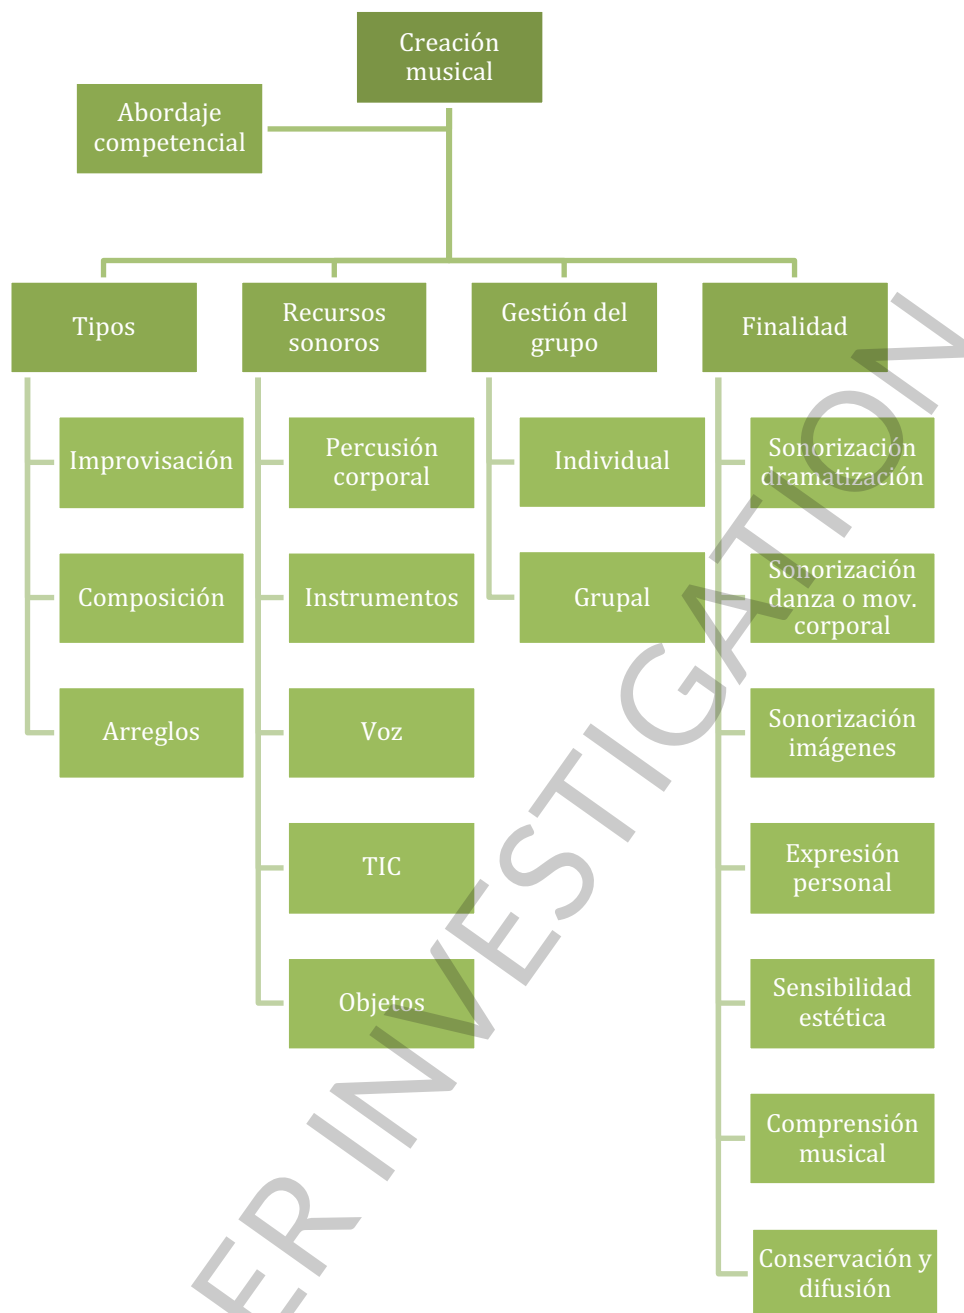 Creación
musical
Abordaje
competencial
Tipos
Recursos
sonoros
Gestión del
grupo
Finalidad
Improvisación
Composición
Arreglos
Percusión
corporal
Instrumentos
Voz
TIC
Objetos
Individual
Grupal
Sonorización
dramatización
Sonorización
danza o mov.
corporal
Sonorización
imágenes
Expresión
personal
Sensibilidad
estética
Comprensión
musical
Conservación y
difusión
ER INVESTIGATION